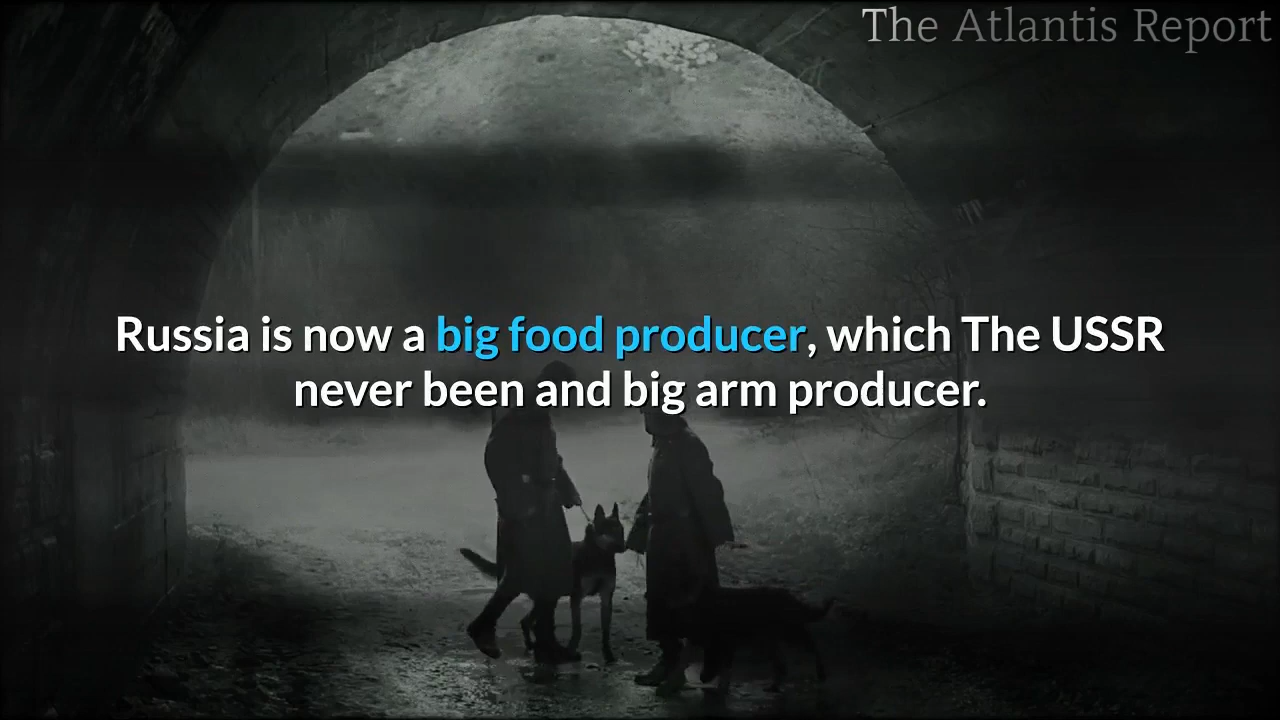 The Atlantis Report
Russia is now a big food producer, which The USSR
never been and big arm producer.